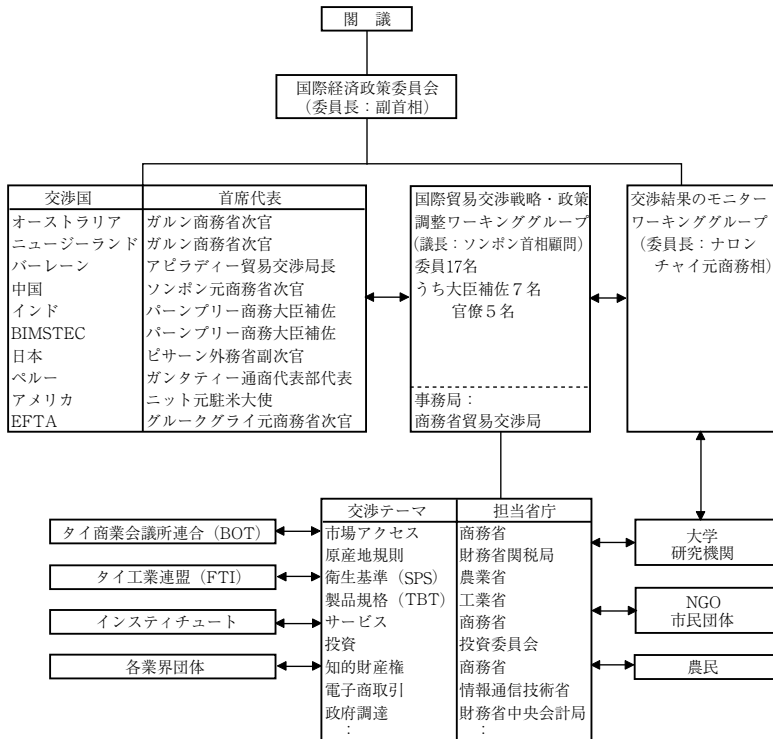 閣　議
国際経済政策委員会
（委員長：副首相）
交渉国　首席代表
オーストラリア　ガルン商務省次官
ニュージーランド　ガルン商務省次官
バーレーン　アピラディー貿易交渉局長
中国　ソンポン元商務省次官
インド　パーンプリー商務大臣補佐
BIMSTEC　パーンプリー商務大臣補佐
日本　ピサーン外務省副次官
ペルー　ガンタティー通商代表部代表
アメリカ　ニット元駐米大使
EFTA　グルークグライ元商務省次官
国際貿易交渉戦略・政策
調整ワーキンググループ
（議長：ソンポン首相顧問）
委員17名
うち大臣補佐７名
官僚５名
事務局：
商務省貿易交渉局
交渉結果のモニター
ワーキンググループ
（委員長：ナロン
チャイ元商務相）
タイ商業会議所連合（BOT）
タイ工業連盟（FTI）
インスティチュート
各業界団体
交渉テーマ　担当省庁
市場アクセス　商務省
原産地規則　財務省関税局
衛生基準（SPS）　農業省
製品規格（TBT）　工業省
サービス　商務省
投資　投資委員会
知的財産権　商務省
電子商取引　情報通信技術省
政府調達　財務省中央会計局
：　：
大学
研究機関
NGO
市民団体
農民